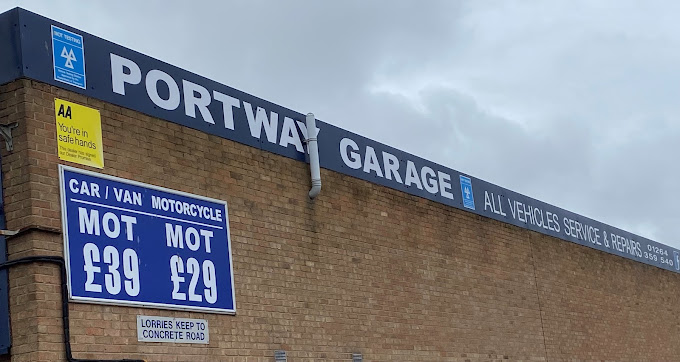 MOT TESTING
PORTWAY GARAGE
ALL VEHICLES SERVICE & REPAIRS
01264
359 540
AA
You're in
safe hands
CAR / VAN MOTORCYCLE
MOT MOT
£39 £29
LORRIES KEEP TO
CONCRETE ROAD